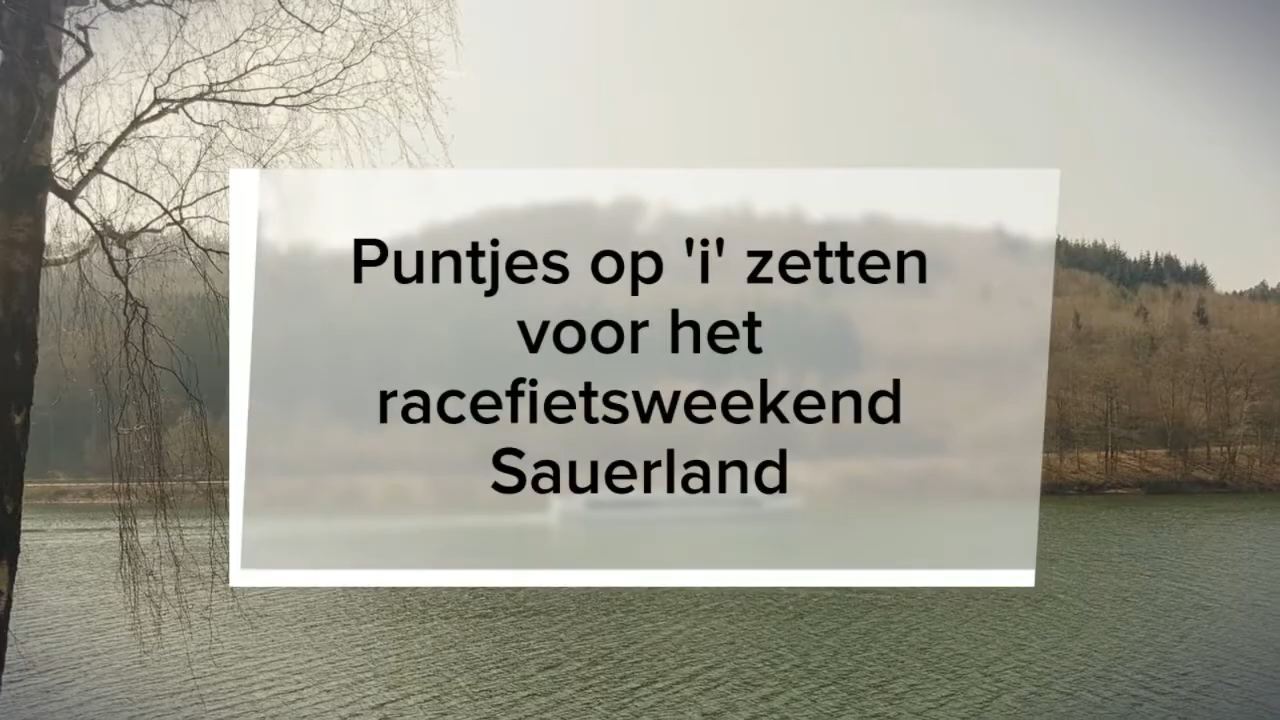 Puntjes op 'i' zetten
voor het
racefietsweekend
Sauerland